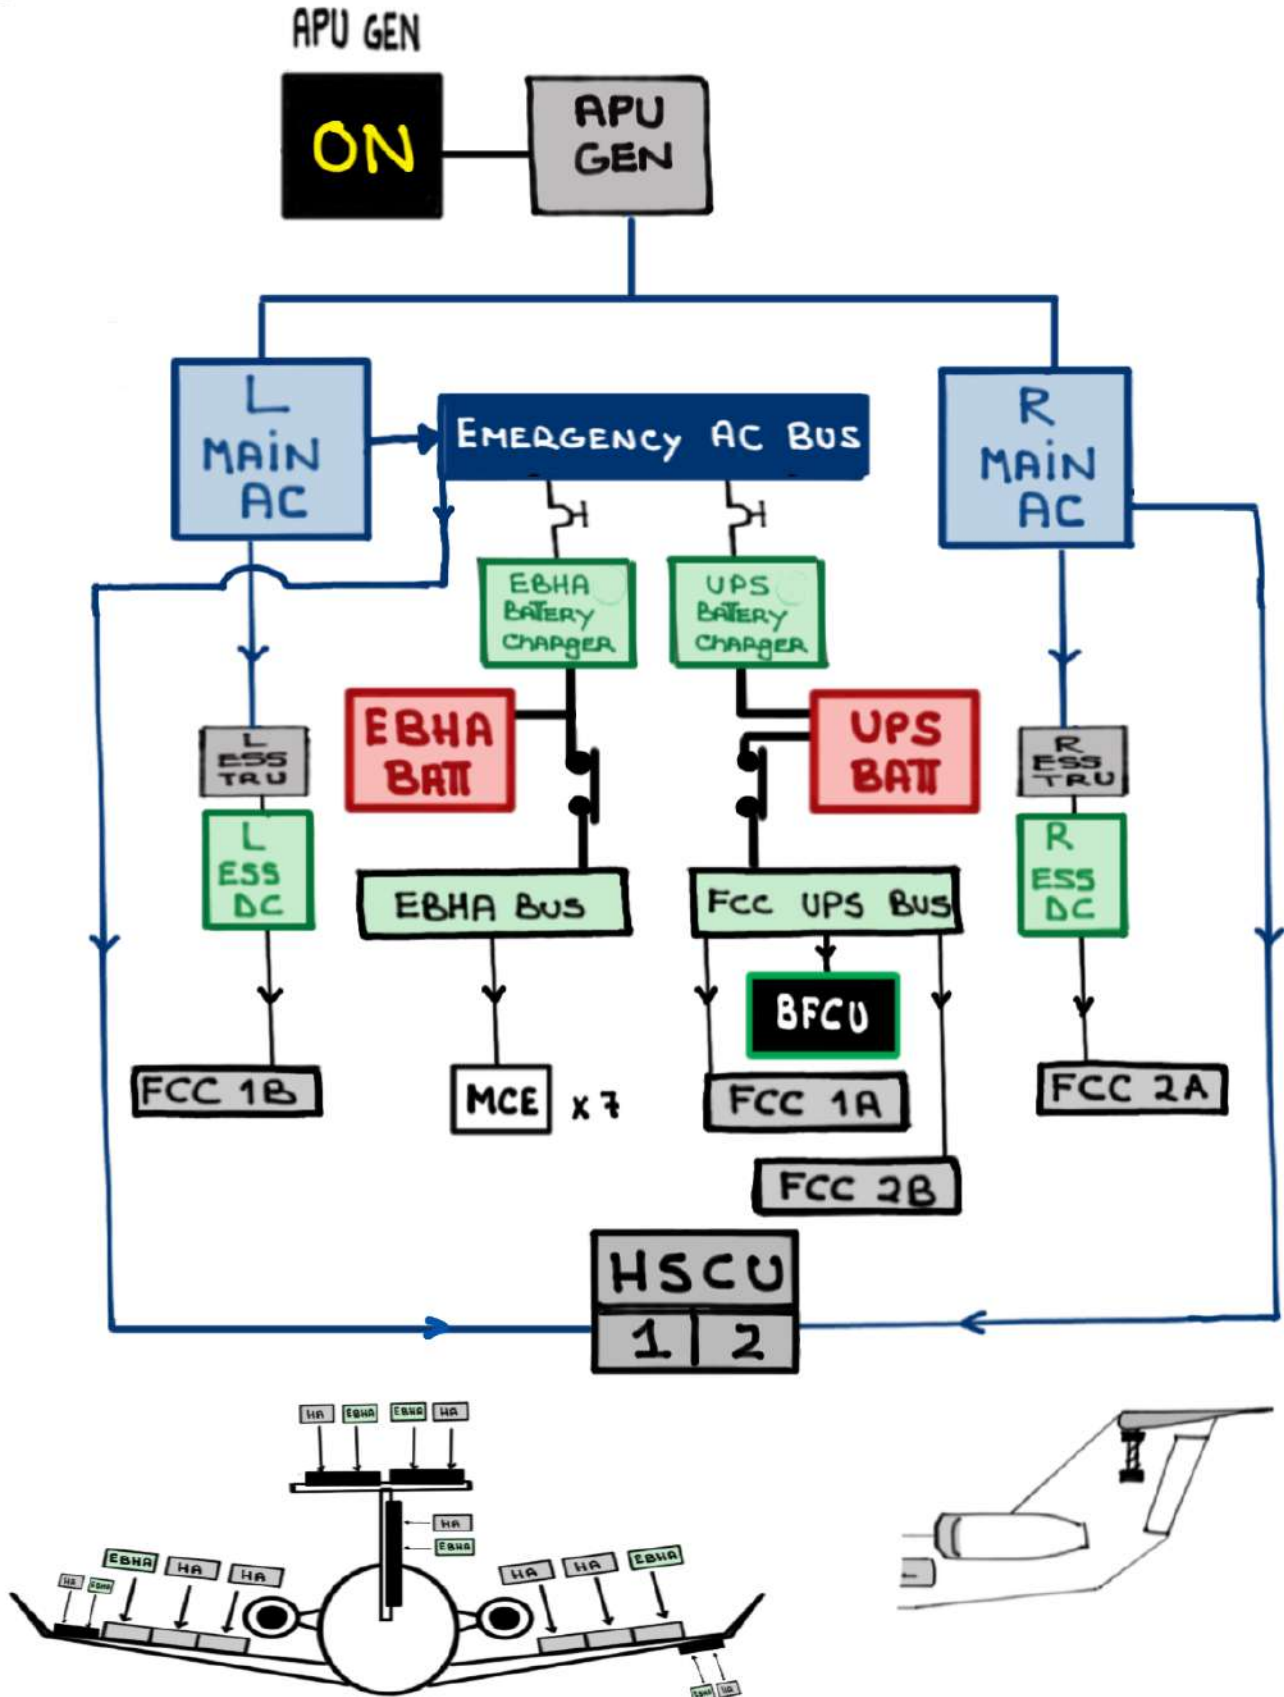 APU GEN
ON
APU
GEN
L
MAIN
AC
EMERGENCY AC BUS
R
MAIN
AC
EBHA
BATERY
CHARGER
UPS
BATERY
CHARGER
EBHA
BATT
UPS
BATT
L
ESS
TRU
R
ESS
TRU
L
ESS
DC
R
ESS
DC
EBHA BUS
FCC UPS BUS
BFCU
FCC 1B
MCE x 7
FCC 1A
FCC 2A
FCC 2B
HSCU
1 2
HA EBHA EBHA HA
HA
EBHA
HA EBHA EBHA HA HA
HA HA EBHA
EBHA HA